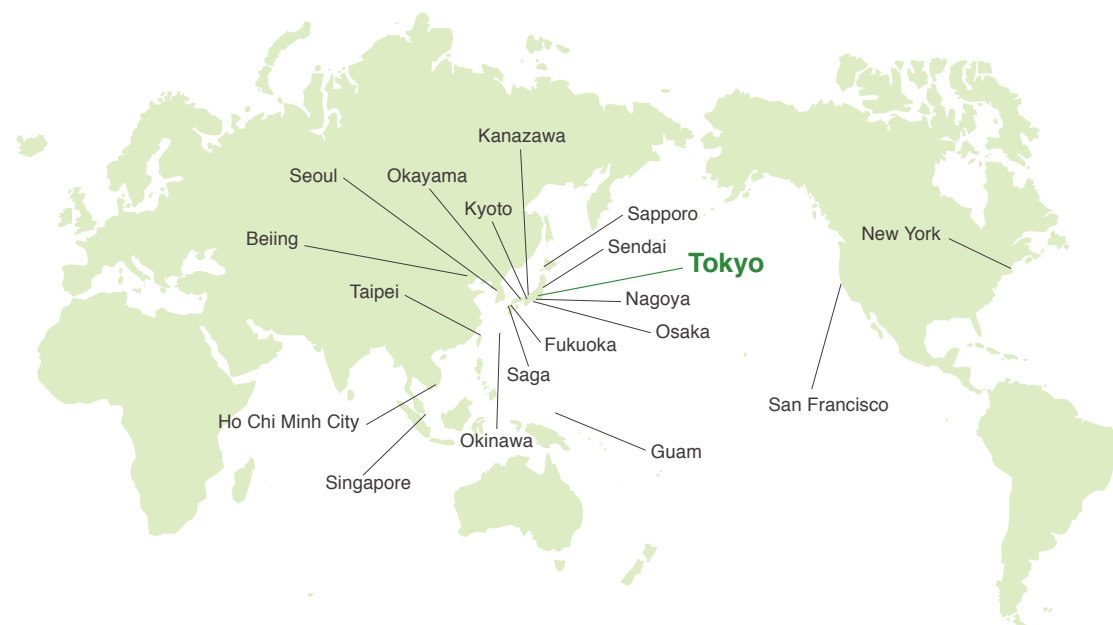 Kanazawa
Seoul
Okayama
Kyoto
Sapporo
New York
Beiing
Sendai
Tokyo
Taipei
Nagoya
Osaka
Fukuoka
Saga
San Francisco
Ho Chi Minh City
Okinawa
Guam
Singapore